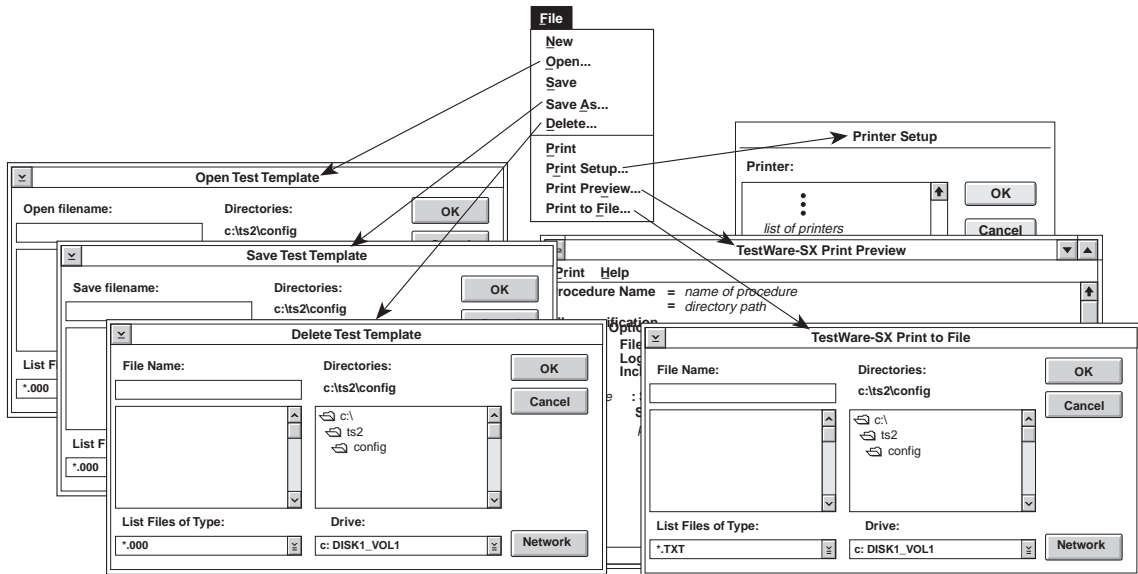 File
New
Open...
Save
Save As...
Delete...
Print
Print Setup...
Print Preview...
Print to File...
Printer Setup
Printer:
list of printers
OK
Cancel
Open Test Template
Open filename:
Directories:
c:\ts2\config
OK
List F
*.000
Save Test Template
Save filename:
Directories:
c:\ts2\config
OK
List F
*.000
Delete Test Template
File Name:
Directories:
c:\ts2\config
OK
Cancel
c:\
ts2
config
List Files of Type:
Drive:
*.000
c: DISK1_VOL1
Network
TestWare-SX Print Preview
Print Help
rocedure Name = name of procedure
= directory path
File
Log
Incl
TestWare-SX Print to File
File Name:
Directories:
c:\ts2\config
OK
Cancel
c:\
ts2
config
List Files of Type:
Drive:
*.TXT
c: DISK1_VOL1
Network